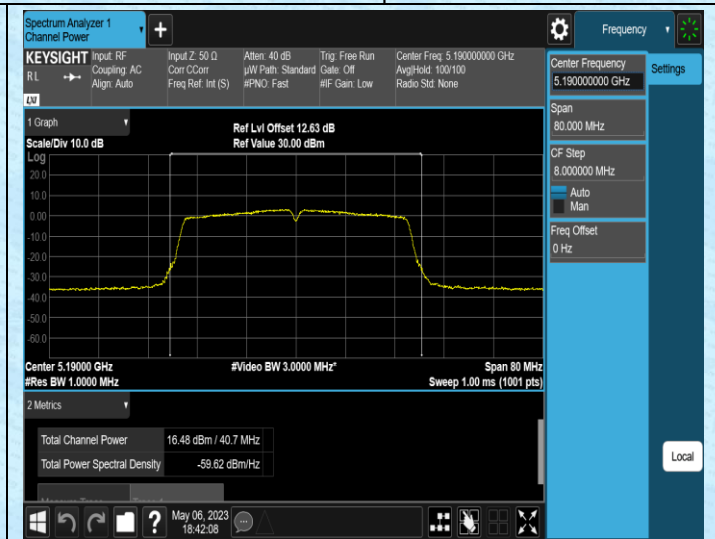 Spectrum Analyzer 1
Channel Power
+
Frequency
KEYSIGHT
R L
LXI
Input: RF
Coupling: AC
Align: Auto
Input Z: 50 Ω
Corr CCorr
Freq Ref: Int (S)
Atten: 40 dB
µW Path: Standard
#PNO: Fast
Trig: Free Run
Gate: Off
#IF Gain: Low
Center Freq: 5.190000000 GHz
Avg|Hold: 100/100
Radio Std: None
Center Frequency
5.190000000 GHz
Settings
Span
80.000 MHz
CF Step
8.000000 MHz
Auto
Man
Freq Offset
0 Hz
1 Graph
Scale/Div 10.0 dB
Ref Lvl Offset 12.63 dB
Ref Value 30.00 dBm
Log
20.0
10.0
0.00
-10.0
-20.0
-30.0
-40.0
-50.0
-60.0
Center 5.19000 GHz
#Res BW 1.0000 MHz
#Video BW 3.0000 MHz*
Span 80 MHz
Sweep 1.00 ms (1001 pts)
2 Metrics
Total Channel Power 16.48 dBm / 40.7 MHz
Total Power Spectral Density -59.62 dBm/Hz
Local
?
May 06, 2023
18:42:08